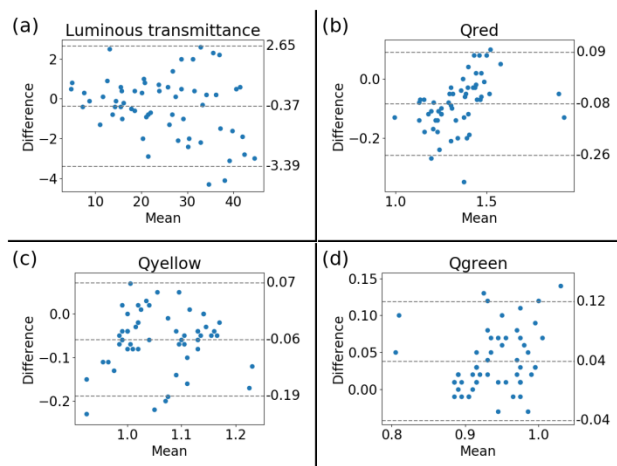 (a)
Luminous transmittance
2.65
2
0
-0.37
−2
-3.39
−4
Difference
10
20
30
40
Mean
(b)
Qred
0.09
0.0
-0.08
−0.2
-0.26
Difference
1.0
1.5
Mean
(c)
Qyellow
0.07
0.0
-0.06
−0.1
-0.19
−0.2
Difference
1.0
1.1
1.2
Mean
(d)
Qgreen
0.15
0.12
0.10
0.05
0.04
0.00
-0.04
Difference
0.8
0.9
1.0
Mean